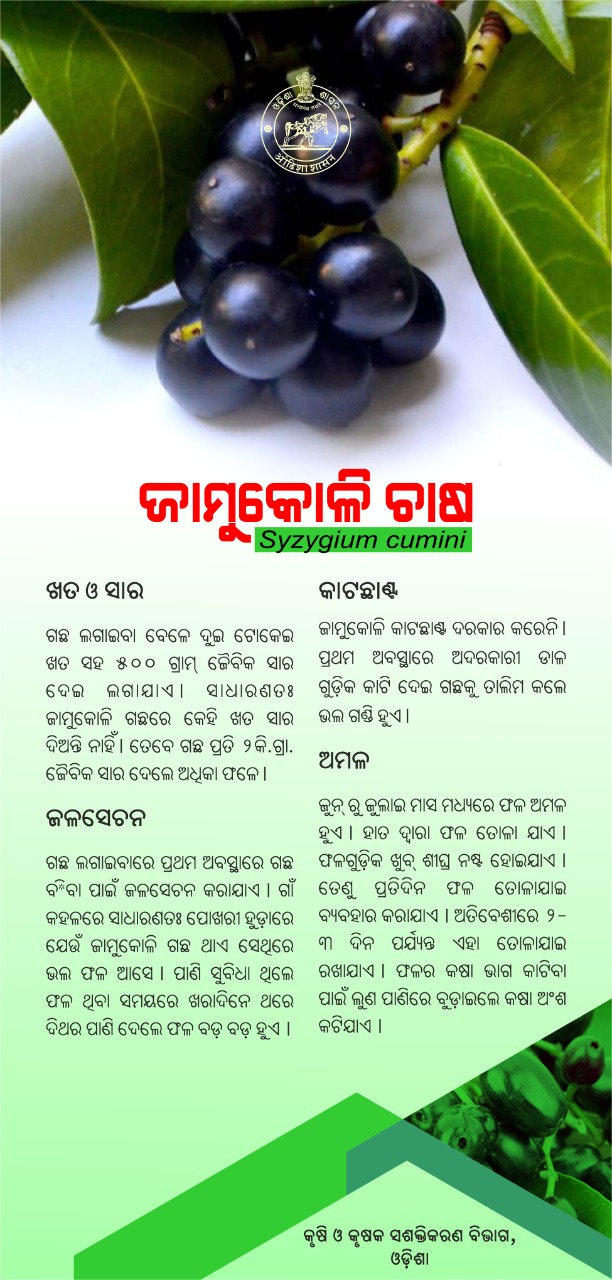 ଓଡ଼ିଶା ଶାସନ
ओडिशा शासन
ଜାମୁକୋଳି ଚାଷ
Syzygium cumini
ଖତ ଓ ସାର
ଗଛ ଲଗାଇବା ବେଳେ ଦୁଇ ଟୋକେଇ
ଖତ ସହ ୫୦୦ ଗ୍ରାମ୍ ଜୈବିକ ସାର
ଦେଇ ଲଗାଯାଏ। ସାଧାରଣତଃ
ଜାମୁକୋଳି ଗଛରେ କେହି ଖତ ସାର
ଦିଅନ୍ତି ନାହିଁ। ତେବେ ଗଛ ପ୍ରତି ୨କି.ଗ୍ରା.
ଜୈବିକ ସାର ଦେଲେ ଅଧିକା ଫଳେ।
ଜଳସେଚନ
ଗଛ ଲଗାଇବାରେ ପ୍ରଥମ ଅବସ୍ଥାରେ ଗଛ
ବଁିବା ପାଇଁ ଜଳସେଚନ କରାଯାଏ। ଗାଁ
କହଳରେ ସାଧାରଣତଃ ପୋଖରୀ ହୁଡ଼ାରେ
ଯେଉଁ ଜାମୁକୋଳି ଗଛ ଥାଏ ସେଥିରେ
ଭଲ ଫଳ ଆସେ। ପାଣି ସୁବିଧା ଥିଲେ
ଫଳ ଥିବା ସମୟରେ ଖରାଦିନେ ଥରେ
ଦିଥର ପାଣି ଦେଲେ ଫଳ ବଡ଼ ବଡ଼ ହୁଏ।
କାଟଛାଣ୍ଟ
ଜାମୁକୋଳି କାଟଛାଣ୍ଟ ଦରକାର କରେନି।
ପ୍ରଥମ ଅବସ୍ଥାରେ ଅଦରକାରୀ ଡାଳ
ଗୁଡ଼ିକ କାଟି ଦେଇ ଗଛକୁ ତାଲିମ କଲେ
ଭଲ ଗଣ୍ଡି ହୁଏ।
ଅମଳ
ଜୁନ୍ ରୁ ଜୁଲାଇ ମାସ ମଧ୍ୟରେ ଫଳ ଅମଳ
ହୁଏ। ହାତ ଦ୍ୱାରା ଫଳ ତୋଳା ଯାଏ।
ଫଳଗୁଡ଼ିକ ଖୁବ୍ ଶୀଘ୍ର ନଷ୍ଟ ହୋଇଯାଏ।
ତେଣୁ ପ୍ରତିଦିନ ଫଳ ତୋଳାଯାଇ
ବ୍ୟବହାର କରାଯାଏ। ଅତିବେଶୀରେ ୨-
୩ ଦିନ ପର୍ଯ୍ୟନ୍ତ ଏହା ତୋଳାଯାଇ
ରଖାଯାଏ। ଫଳର କଷା ଭାଗ କାଟିବା
ପାଇଁ ଲୁଣ ପାଣିରେ ବୁଡ଼ାଇଲେ କଷା ଅଂଶ
କଟିଯାଏ।
କୃଷି ଓ କୃଷକ ସଶକ୍ତିକରଣ ବିଭାଗ,
ଓଡ଼ିଶା